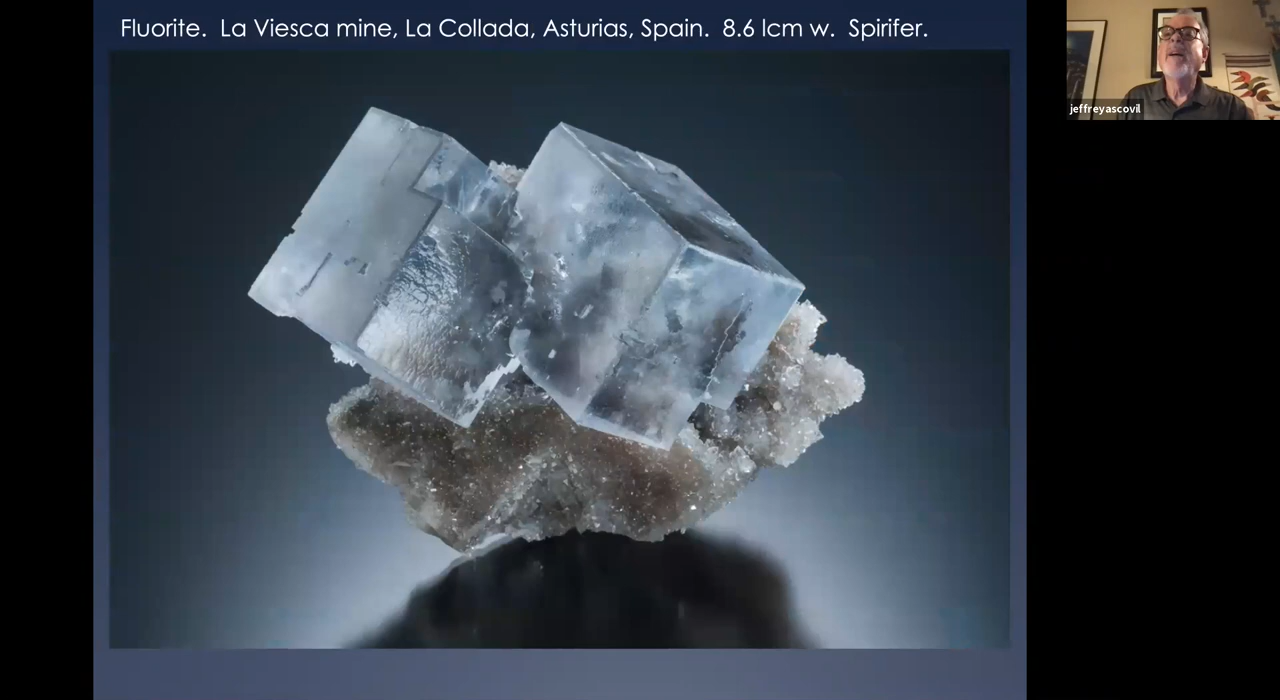 Fluorite.  La Viesca mine, La Collada, Asturias, Spain.  8.6 lcm w.  Spirifer.
jeffreyascovil